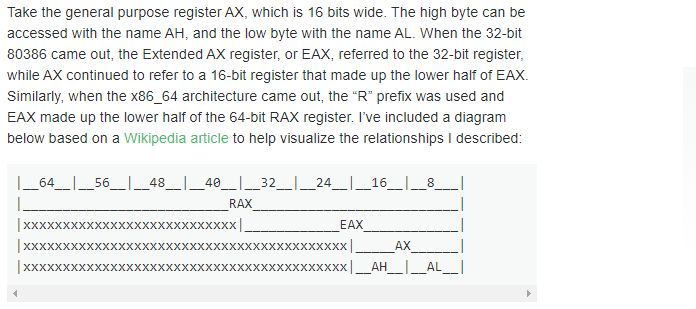 Take the general purpose register AX, which is 16 bits wide. The high byte can be
accessed with the name AH, and the low byte with the name AL. When the 32-bit
80386 came out, the Extended AX register, or EAX, referred to the 32-bit register,
while AX continued to refer to a 16-bit register that made up the lower half of EAX.
Similarly, when the x86_64 architecture came out, the “R” prefix was used and
EAX made up the lower half of the 64-bit RAX register. I’ve included a diagram
below based on a Wikipedia article to help visualize the relationships I described:
|__64__|__56__|__48__|__40__|__32__|__24__|__16__|__8___|
|__________________________RAX__________________________|
|xxxxxxxxxxxxxxxxxxxxxxxxxxx|____________EAX____________|
|xxxxxxxxxxxxxxxxxxxxxxxxxxxxxxxxxxxxxxxxx|_____AX______|
|xxxxxxxxxxxxxxxxxxxxxxxxxxxxxxxxxxxxxxxxx|__AH__|__AL__|